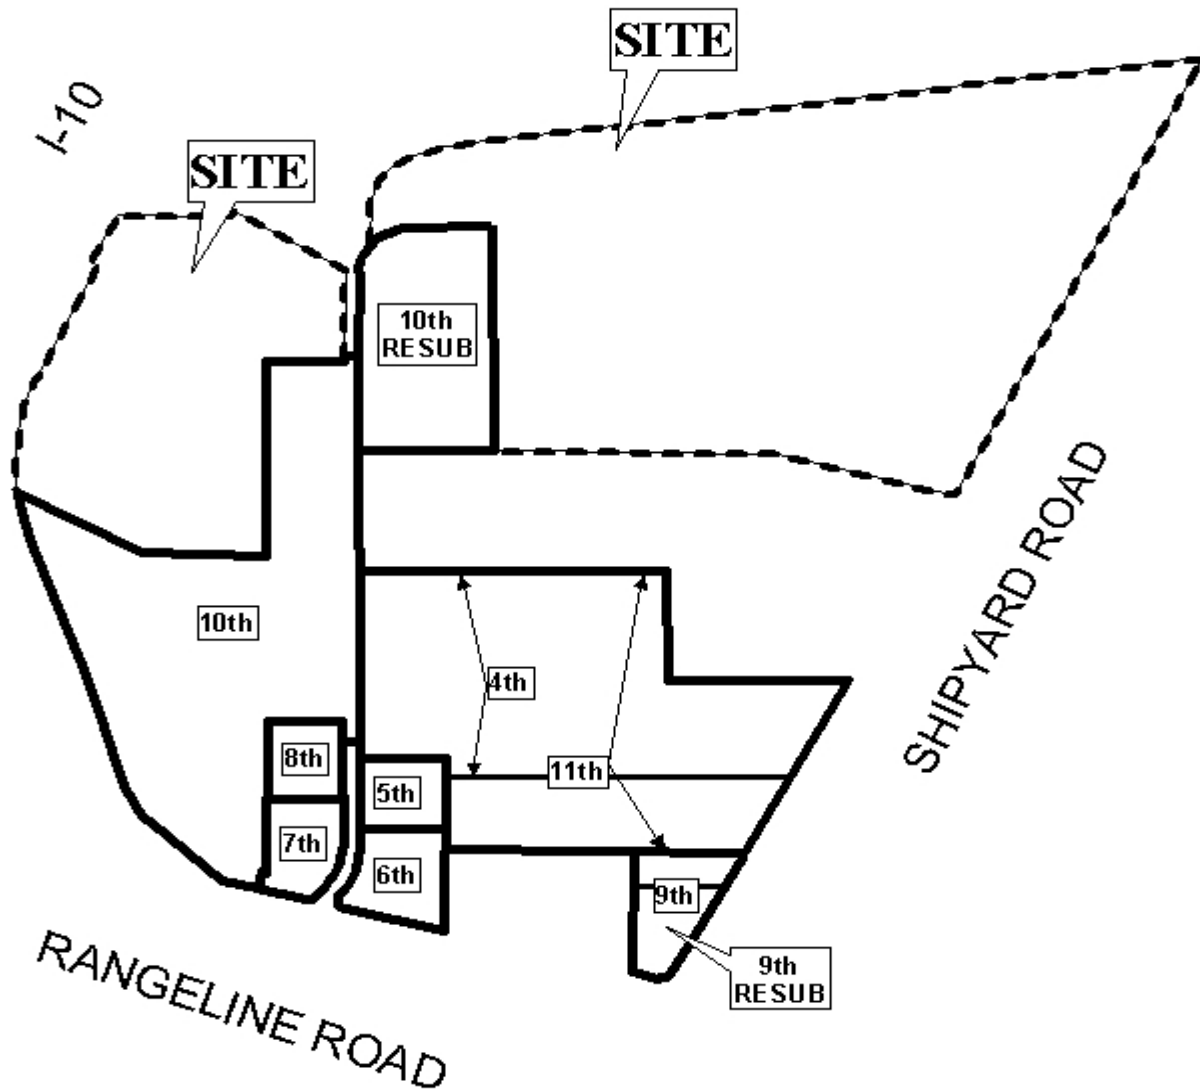 SITE
I-10
SITE
10th
RESUB
10th
4th
8th
11th
5th
7th
6th
9th
9th
RESUB
SHIPYARD ROAD
RANGELINE ROAD